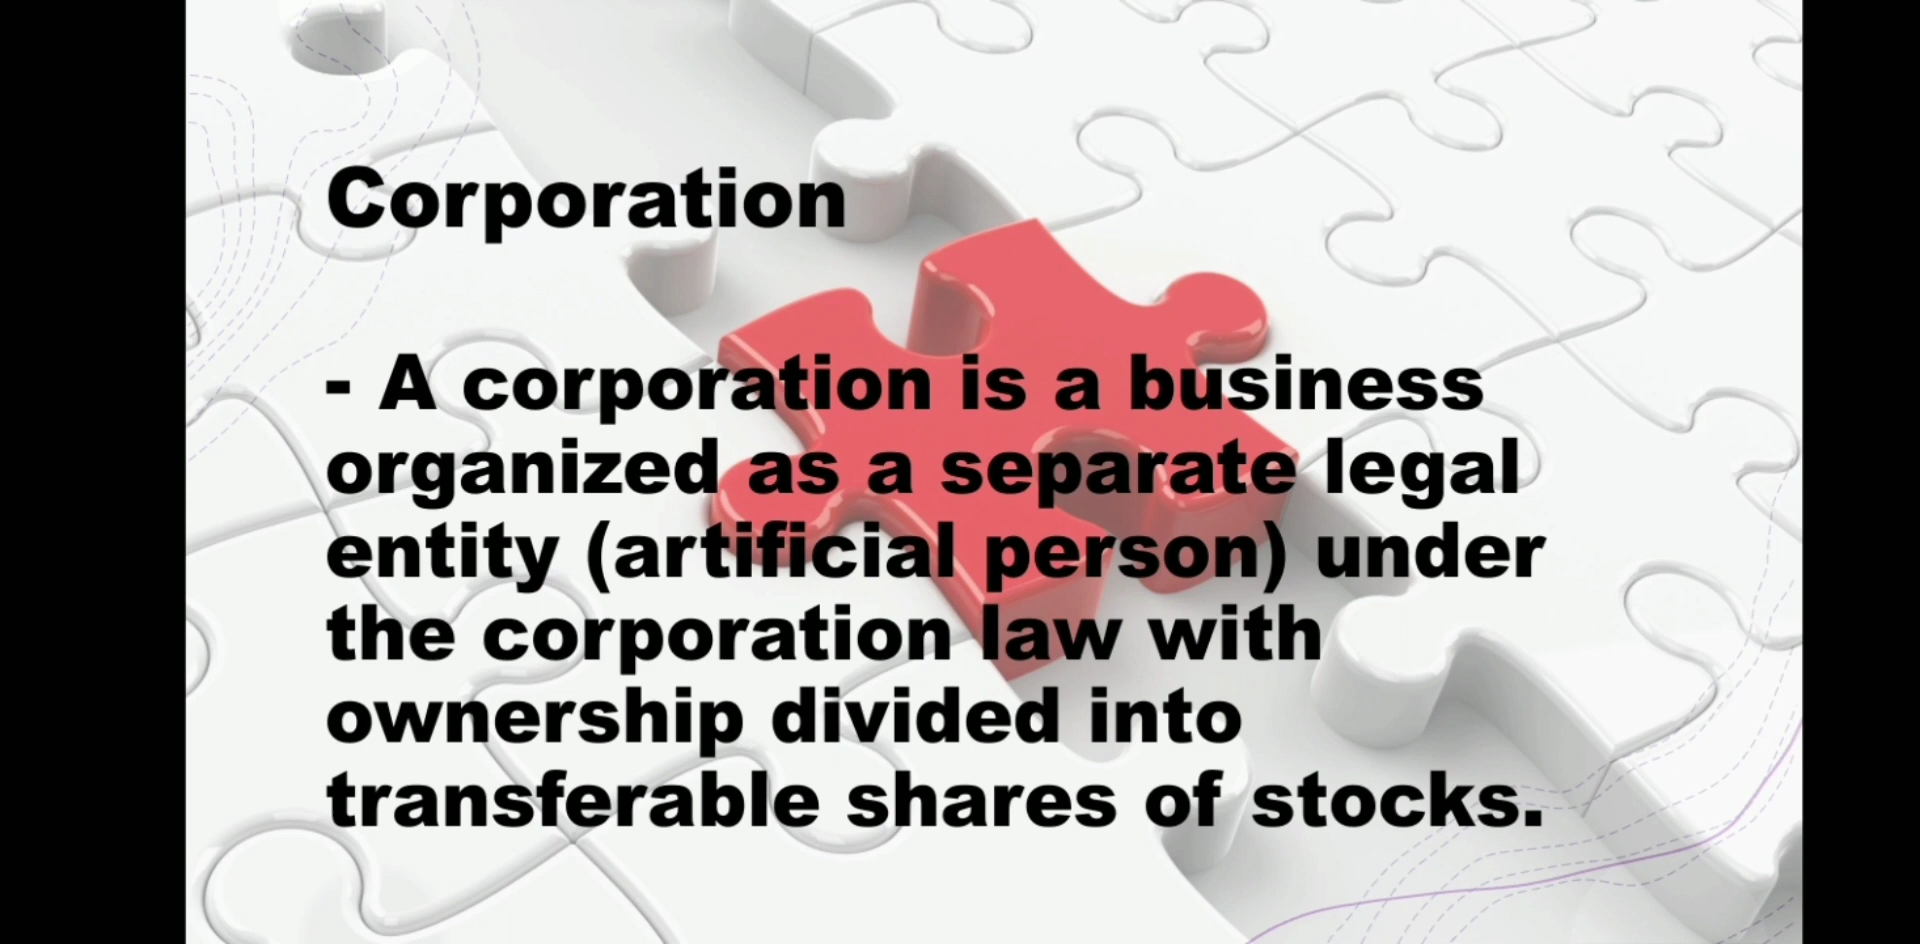 Corporation
- A corporation is a business
organized as a separate legal
entity (artificial person) under
the corporation law with
ownership divided into
transferable shares of stocks.